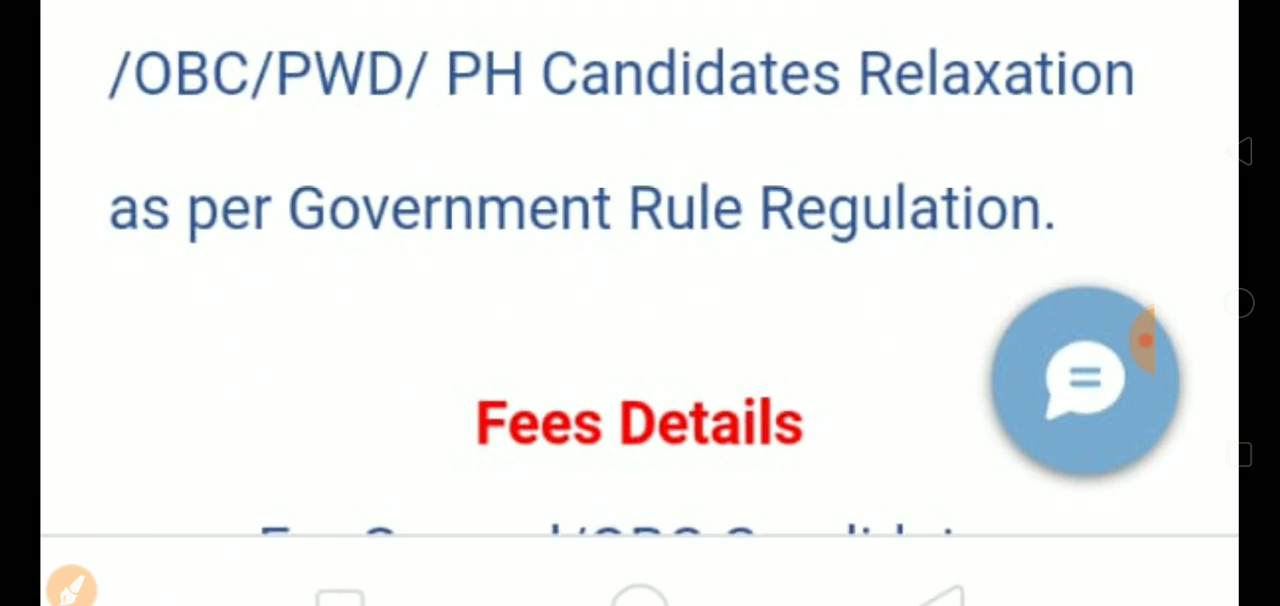 /OBC/PWD/ PH Candidates Relaxation
as per Government Rule Regulation.
Fees Details